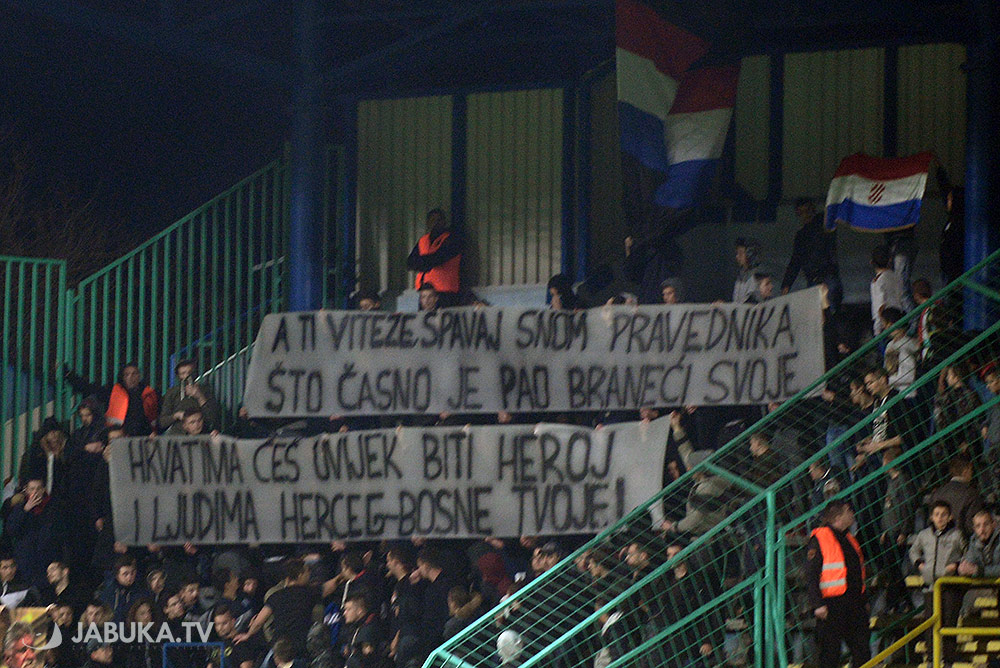 A TI VITEZE, SPAVAJ SNOM PRAVEDNIKA
ŠTO ČASNO JE PAO BRANEĆI SVOJE
HRVATIMA ĆEŠ UVIJEK BITI HEROJ
I LJUDIMA HERCEG-BOSNE TVOJE!
JABUKA.TV